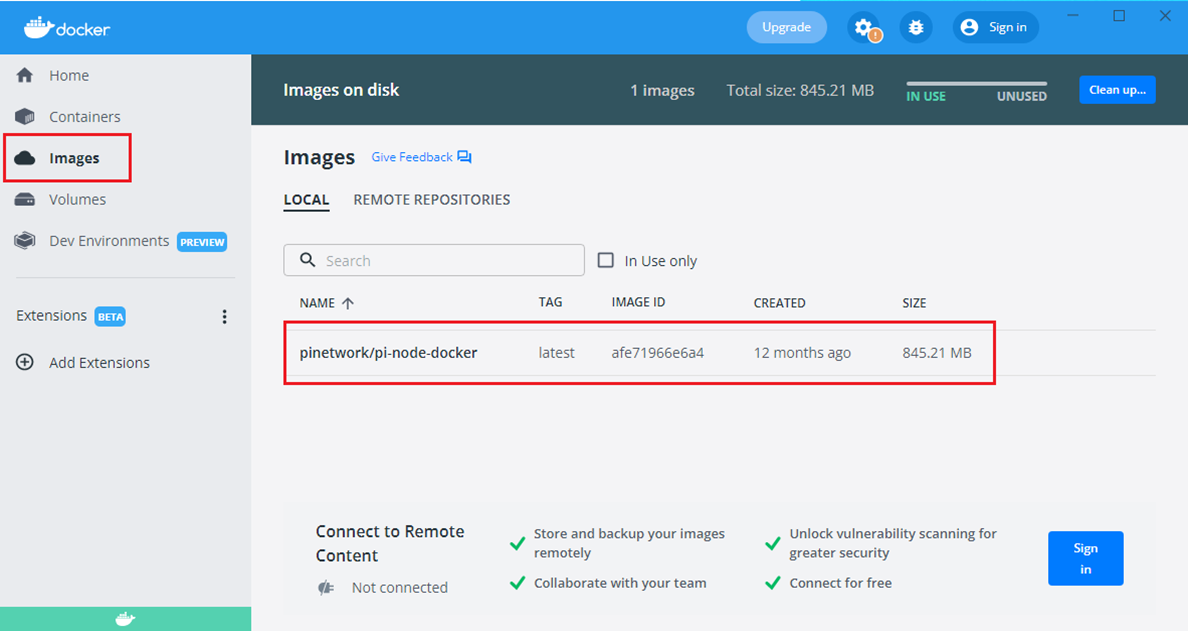 docker
Upgrade
Sign in
Home
Containers
Images
Volumes
Dev Environments PREVIEW
Extensions BETA
Add Extensions
Images on disk
1 images
Total size: 845.21 MB
IN USE
UNUSED
Clean up...
Images
Give Feedback
LOCAL
REMOTE REPOSITORIES
Search
In Use only
NAME TAG IMAGE ID CREATED SIZE
pinetwork/pi-node-docker latest afe71966e6a4 12 months ago 845.21 MB
Connect to Remote
Content
Not connected
Store and backup your images
remotely
Collaborate with your team
Unlock vulnerability scanning for
greater security
Connect for free
Sign
in